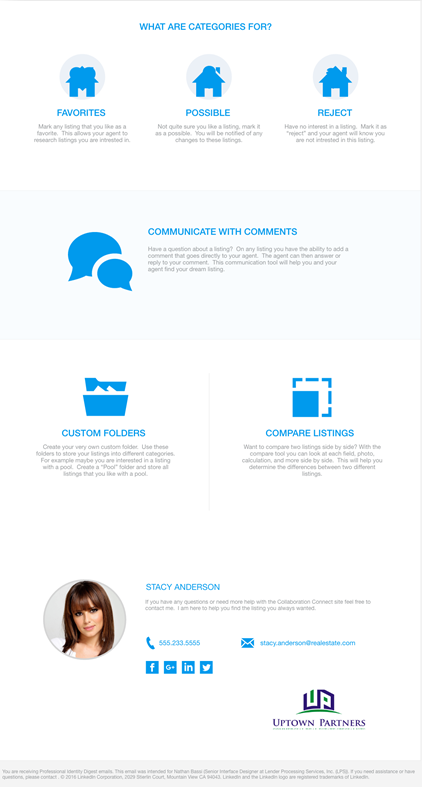 WHAT ARE CATEGORIES FOR?
FAVORITES
Mark any listing that you like as a
favorite. This allows your agent to
research listings you are intrested in.
POSSIBLE
Not quite sure you like a listing, mark it
as a possible. You will be notified of any
changes to these listings.
REJECT
Have no interest in a listing. Mark it as
"reject" and your agent will know you
are not intrested in this listing.
COMMUNICATE WITH COMMENTS
Have a question about a listing? On any listing you have the ability to add a
comment that goes directly to your agent. The agent can then answer or
reply to your comment. This communication tool will help you and your
agent find your dream listing.
CUSTOM FOLDERS
Create your very own custom folder. Use these
folders to store your listings into different categories.
For example maybe you are interested in a listing
with a pool. Create a "Pool" folder and store all
listings that you like with a pool.
COMPARE LISTINGS
Want to compare two listings side by side? With the
compare tool you can look at each field, photo,
calculation, and more side by side. This will help you
determine the differences between two different
listings.
STACY ANDERSON
If you have any questions or need more help with the Collaboration Connect site feel free to
contact me. I am here to help you find the listing you always wanted.
555.233.5555
stacy.anderson@realestate.com
f G+ in
UPTOWN PARTNERS
You are receiving Professional Identity Digest emails. This email was intended for Nathan Bassi (Senior Interface Designer at Lender Processing Services, Inc. (LPS)). If you need assistance or have
questions, please contact . © 2016 LinkedIn Corporation, 2029 Stierlin Court, Mountain View CA 94043. LinkedIn and the LinkedIn logo are registered trademarks of LinkedIn.